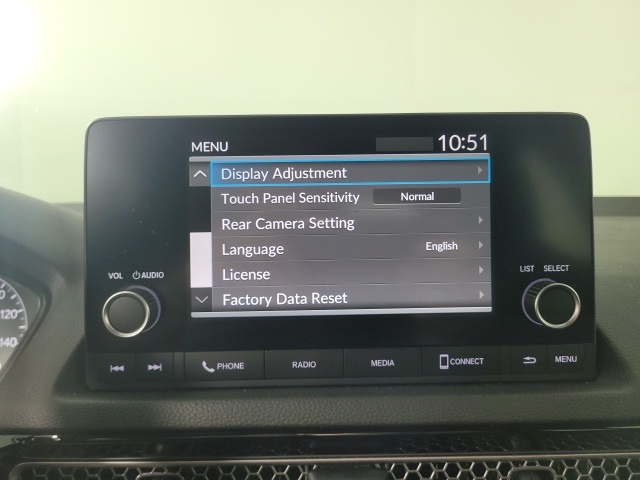 MENU 10:51
Display Adjustment
Touch Panel Sensitivity Normal
Rear Camera Setting
Language English
License
Factory Data Reset
VOL AUDIO
LIST SELECT
PHONE RADIO MEDIA CONNECT MENU
120
140